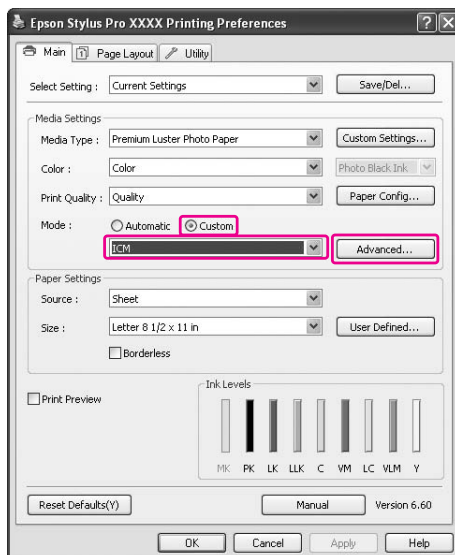 Epson Stylus Pro XXXX Printing Preferences
Main Page Layout Utility
Select Setting : Current Settings Save/Del...
Media Settings
Media Type : Premium Luster Photo Paper Custom Settings...
Color : Color Photo Black Ink
Print Quality : Quality Paper Config...
Mode : Automatic Custom
ICM Advanced...
Paper Settings
Source : Sheet
Size : Letter 8 1/2 x 11 in User Defined...
Borderless
Print Preview
Ink Levels
MK PK LK LLK C VM LC VLM Y
Reset Defaults(Y) Manual Version 6.60
OK Cancel Apply Help